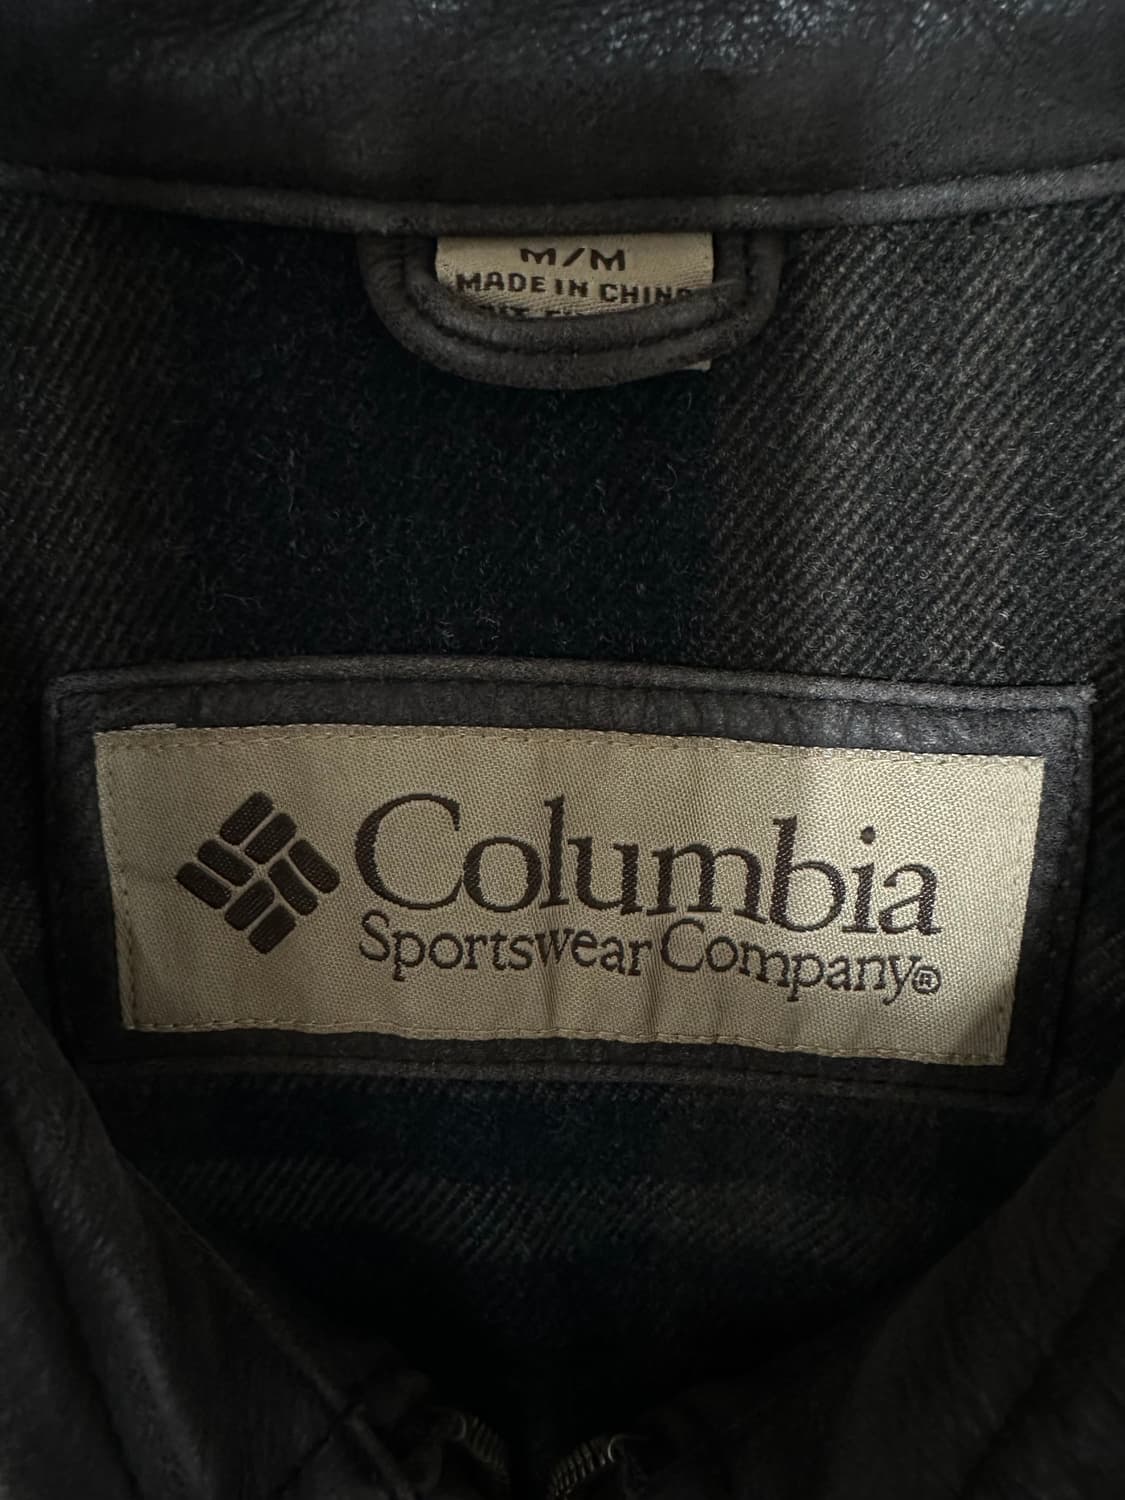 M/M
MADE IN CHINA
Columbia
Sportswear Company®